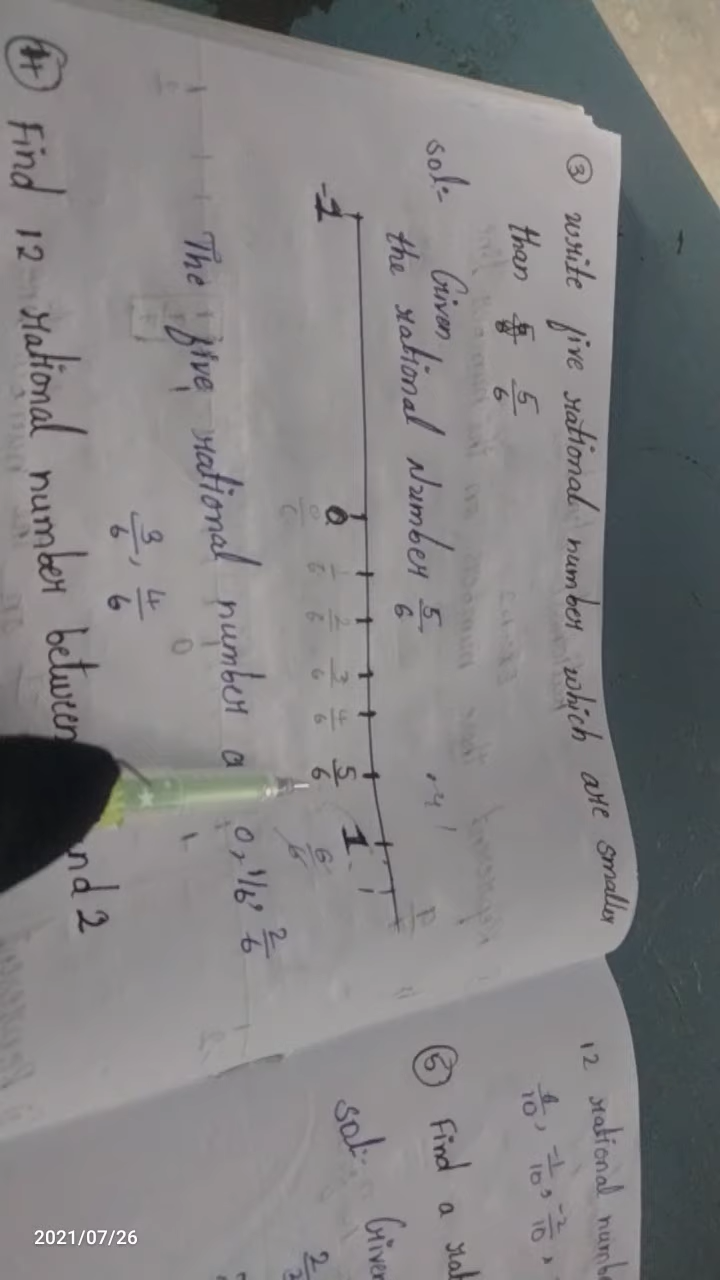 ③ Write five rational number which are smaller
than 5/6
Sol:- Given
the rational Number 5/6,
-1 0 1
0/6 1/6 2/6 3/6 4/6 5/6 6/6
The five rational number a 0, 1/6, 2/6
3/6, 4/6
④ Find 12 rational number between nd 2
12 rational numb
/10, -1/10, -2/10,
⑤ Find a rat
Sol:- Given
2021/07/26